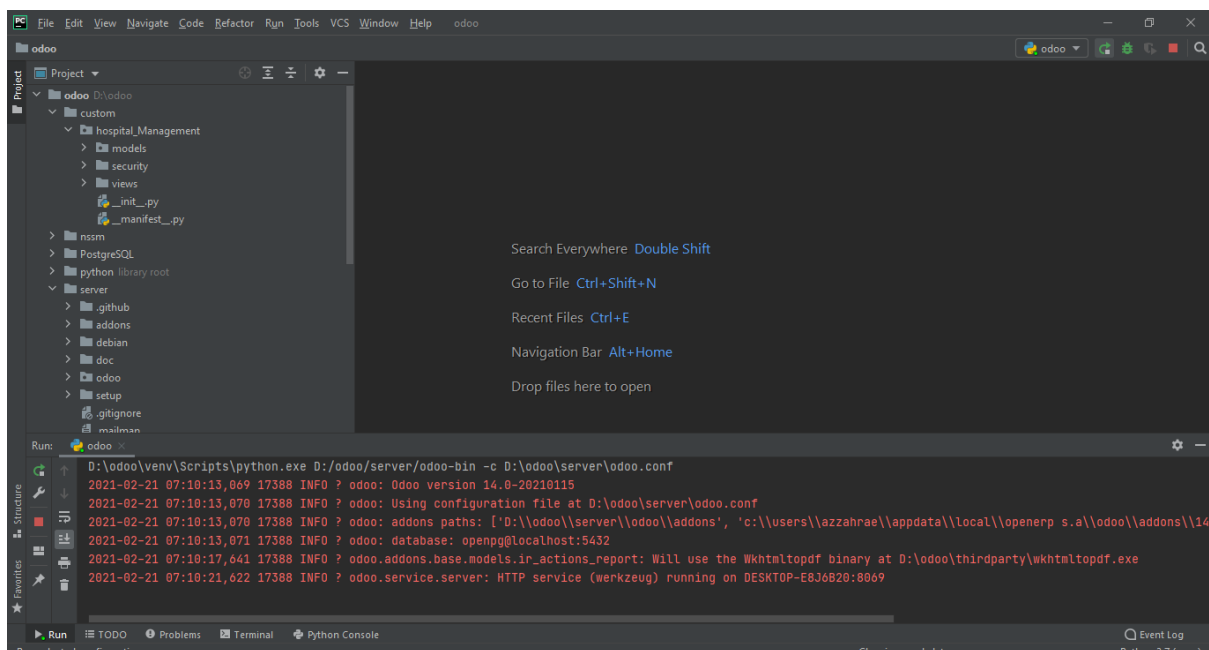 PC File Edit View Navigate Code Refactor Run Tools VCS Window Help odoo
odoo odoo
Project Project
odoo D:\odoo
custom
hospital_Management
models
security
views
__init__.py
__manifest__.py
nssm
PostgreSQL
python library root
server
.github
addons
debian
doc
odoo
setup
.gitignore
.mailmap
Search Everywhere Double Shift
Go to File Ctrl+Shift+N
Recent Files Ctrl+E
Navigation Bar Alt+Home
Drop files here to open
Run: odoo
D:\odoo\venv\Scripts\python.exe D:/odoo/server/odoo-bin -c D:\odoo\server\odoo.conf
2021-02-21 07:10:13,069 17388 INFO ? odoo: Odoo version 14.0-20210115
2021-02-21 07:10:13,070 17388 INFO ? odoo: Using configuration file at D:\odoo\server\odoo.conf
2021-02-21 07:10:13,070 17388 INFO ? odoo: addons paths: ['D:\\odoo\\server\\odoo\\addons', 'c:\\users\\azzahrae\\appdata\\local\\openerp s.a\\odoo\\addons\\14
2021-02-21 07:10:13,071 17388 INFO ? odoo: database: openpg@localhost:5432
2021-02-21 07:10:17,641 17388 INFO ? odoo.addons.base.models.ir_actions_report: Will use the Wkhtmltopdf binary at D:\odoo\thirdparty\wkhtmltopdf.exe
2021-02-21 07:10:21,622 17388 INFO ? odoo.service.server: HTTP service (werkzeug) running on DESKTOP-E8J6B20:8069
Structure
Favorites
Run TODO Problems Terminal Python Console Event Log